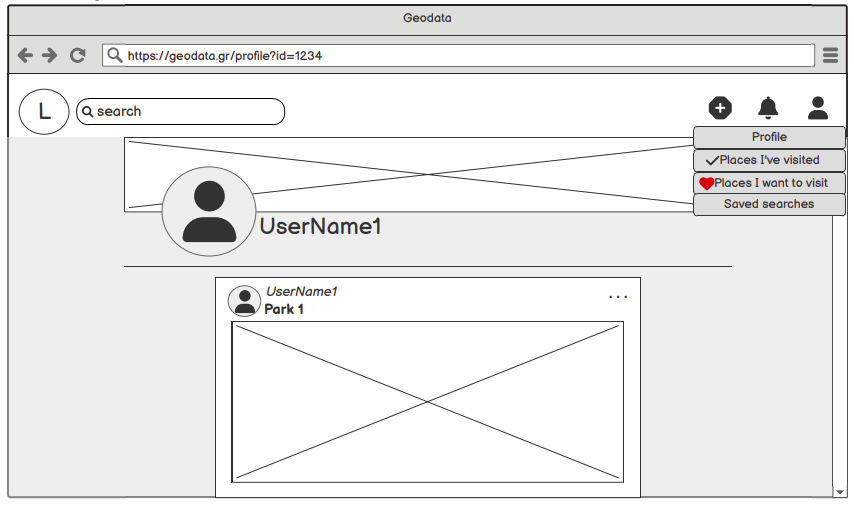 Geodata
https://geodata.gr/profile?id=1234
L
search
Profile
Places I've visited
Places I want to visit
Saved searches
UserName1
UserName1
Park 1
...